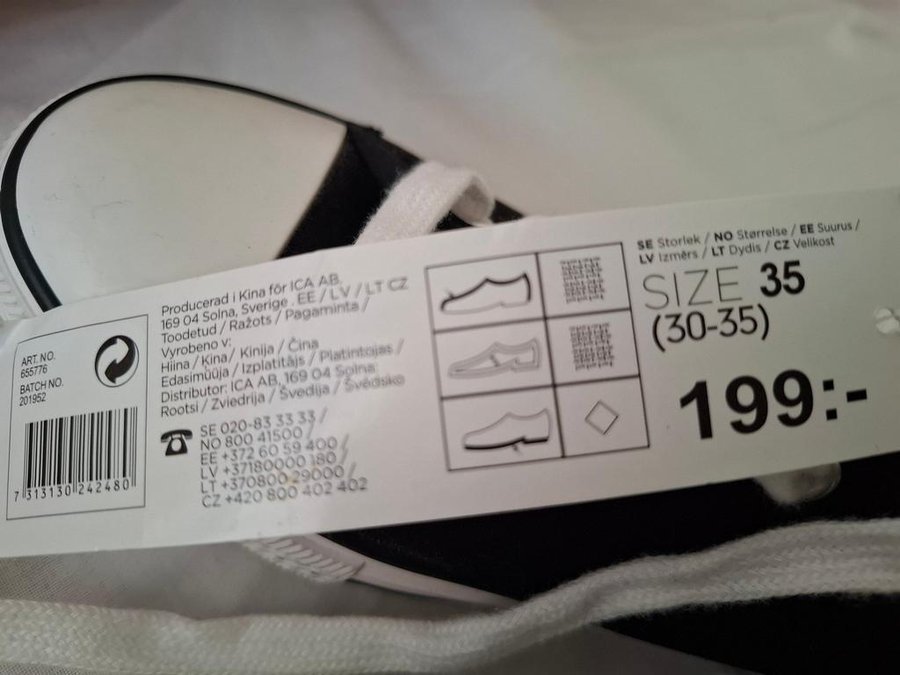 ART. NO.
655776
BATCH NO.
201952
7 313130 242480
Producerad i Kina för ICA AB,
169 04 Solna, Sverige . EE / LV / LT CZ
Toodetud / Ražots / Pagaminta /
Vyrobeno v:
Hiina / Kina / Kinija / Čina
Edasimüüja / Izplatitājs / Platintojas /
Distributor: ICA AB, 169 04 Solna
Rootsi / Zviedrija / Švedija / Švédsko
SE 020-83 33 33 /
NO 800 41500 /
EE +372 60 59 400 /
LV +37180000 180 /
LT +370800 29000 /
CZ +420 800 402 402
SE Storlek / NO Størrelse / EE Suurus /
LV Izmērs / LT Dydis / CZ Velikost
SIZE 35
(30-35)
199:-